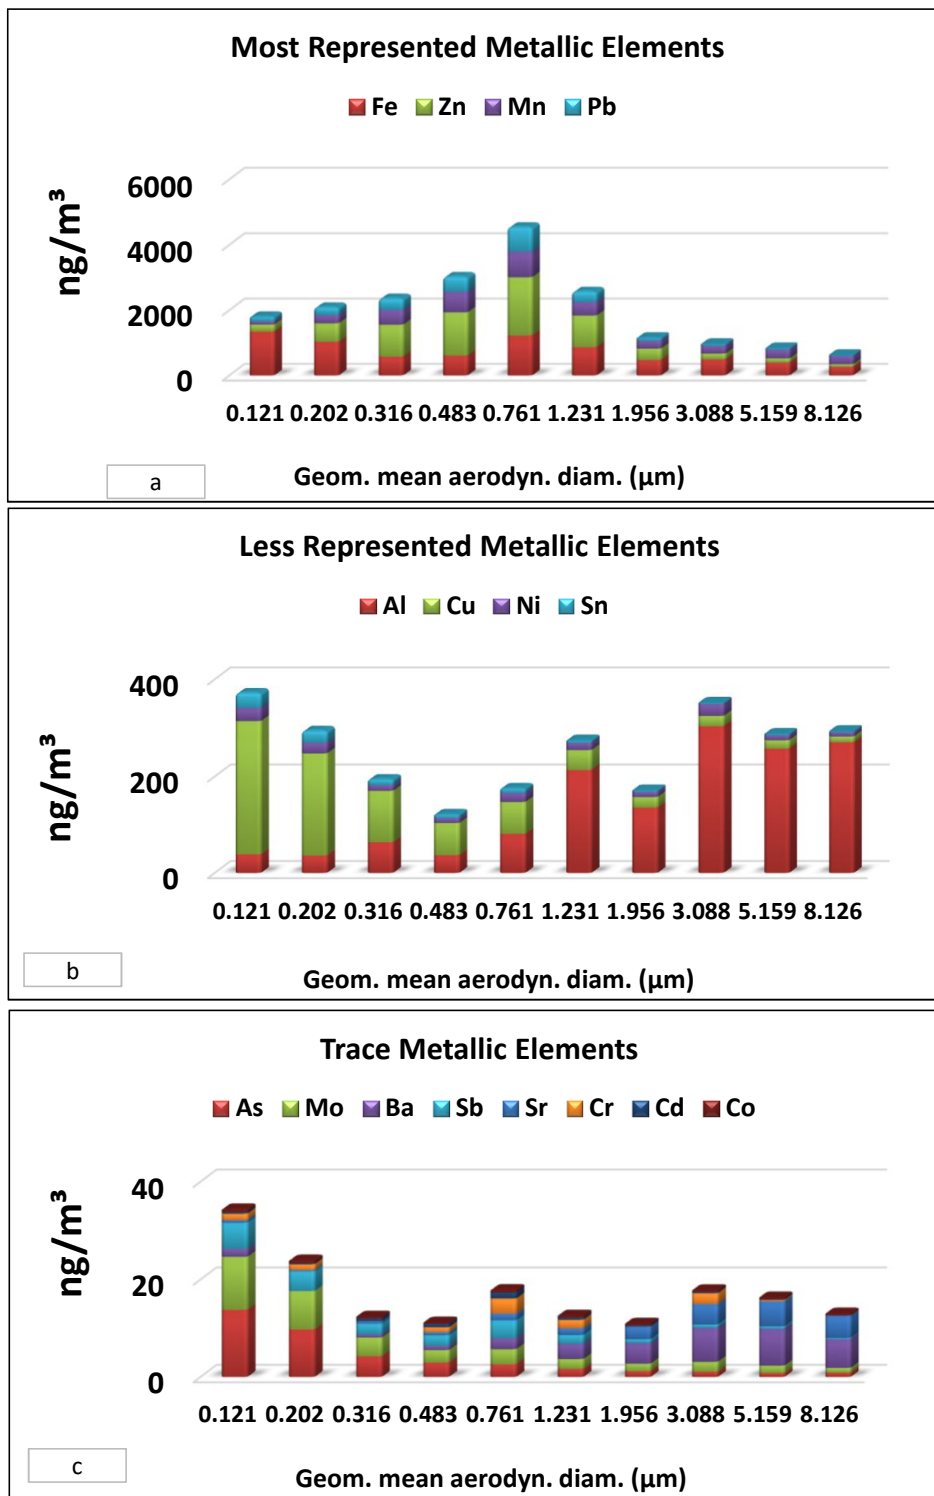 Most Represented Metallic Elements
Fe Zn Mn Pb
ng/m³
6000
4000
2000
0
0.121 0.202 0.316 0.483 0.761 1.231 1.956 3.088 5.159 8.126
Geom. mean aerodyn. diam. (µm)
a
Less Represented Metallic Elements
Al Cu Ni Sn
ng/m³
400
200
0
0.121 0.202 0.316 0.483 0.761 1.231 1.956 3.088 5.159 8.126
Geom. mean aerodyn. diam. (µm)
b
Trace Metallic Elements
As Mo Ba Sb Sr Cr Cd Co
ng/m³
40
20
0
0.121 0.202 0.316 0.483 0.761 1.231 1.956 3.088 5.159 8.126
Geom. mean aerodyn. diam. (µm)
c